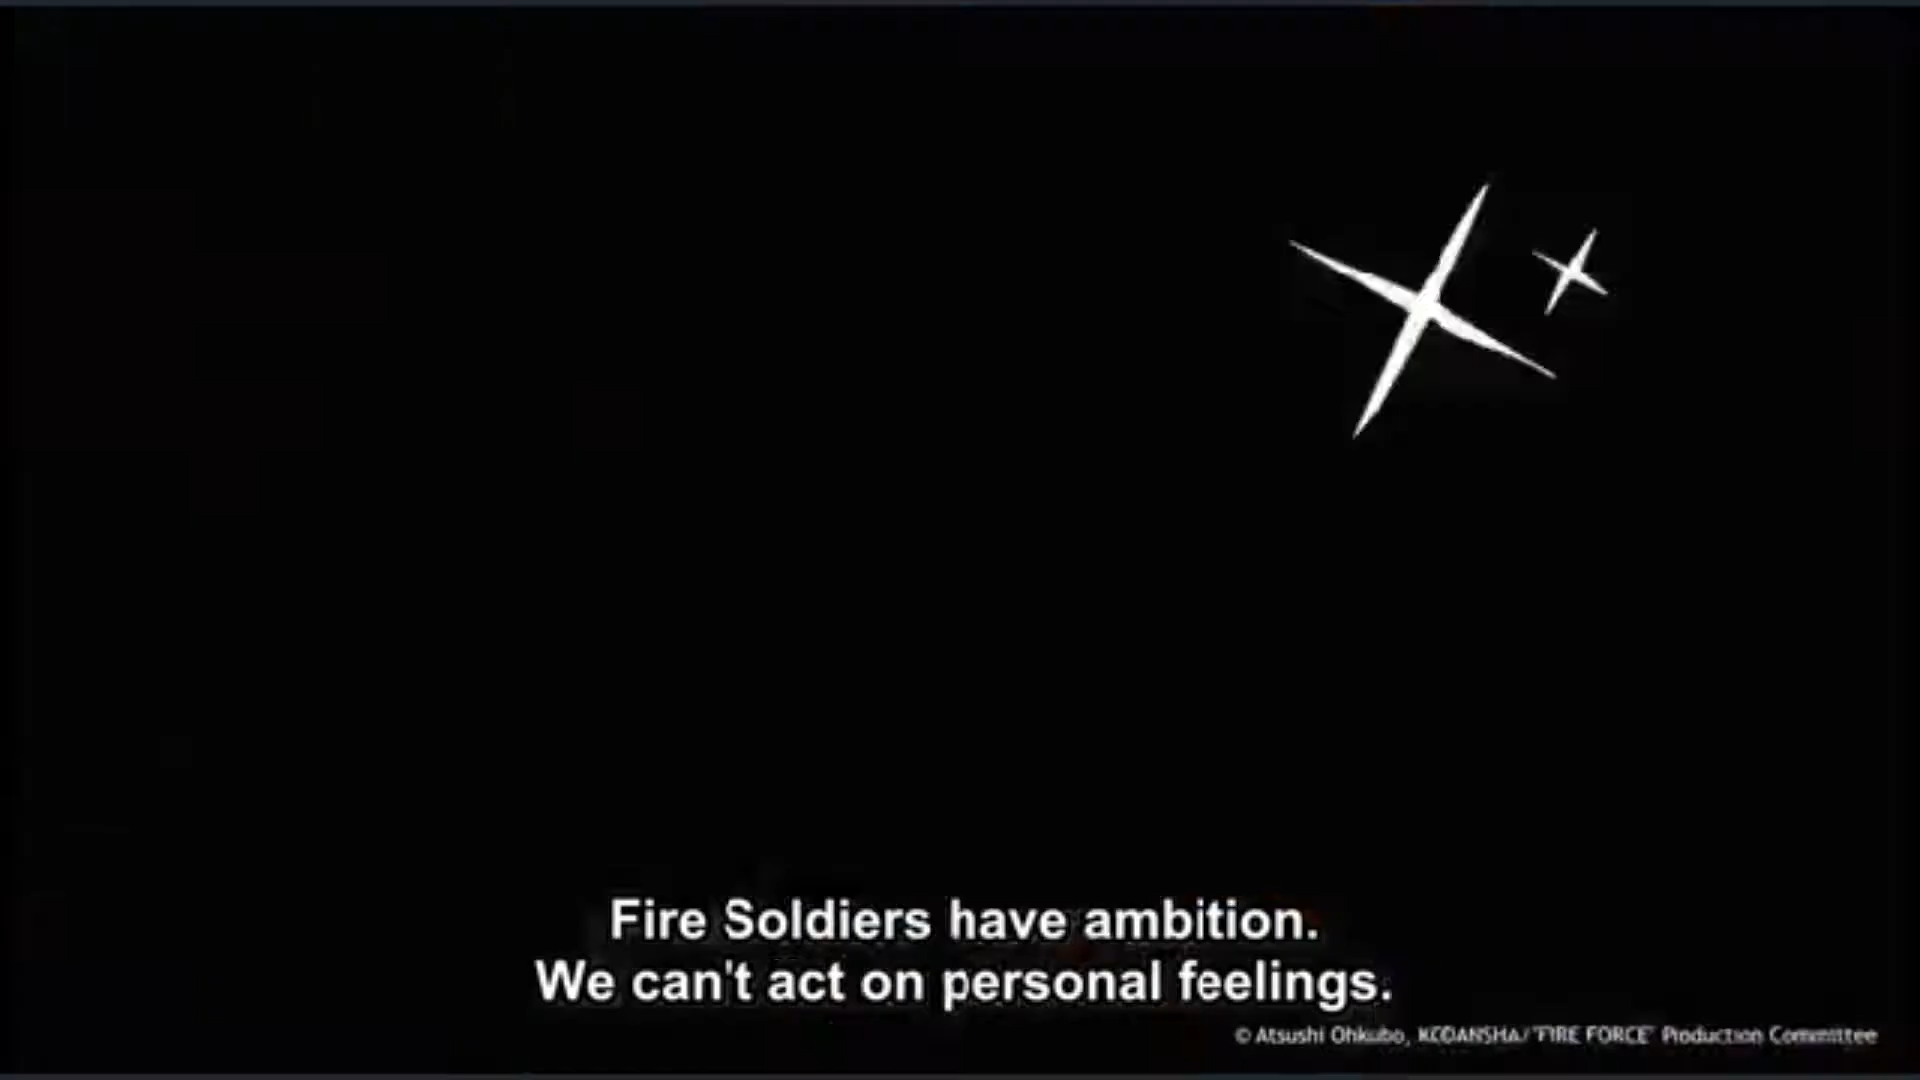 Fire Soldiers have ambition.
We can't act on personal feelings.
© Atsushi Ohkubo, KODANSHA/"FIRE FORCE" Production Committee